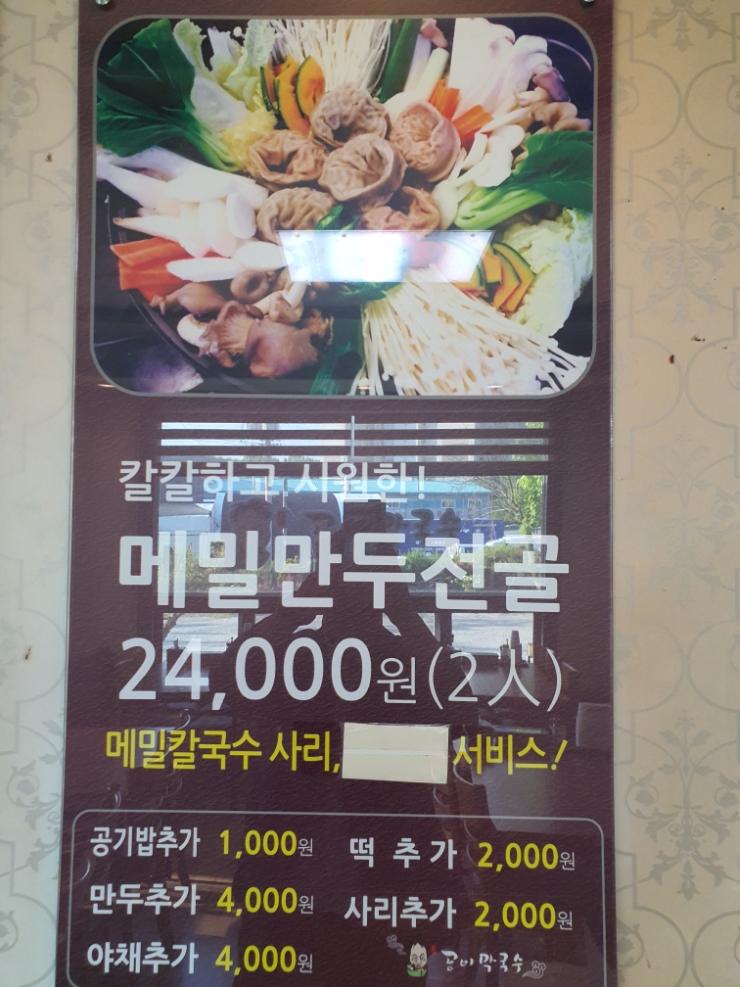 칼칼하고 시원한!
메밀만두전골
24,000원(2人)
메밀칼국수 사리, 서비스!
공기밥추가 1,000원
떡 추가 2,000원
만두추가 4,000원
사리추가 2,000원
야채추가 4,000원
막국수